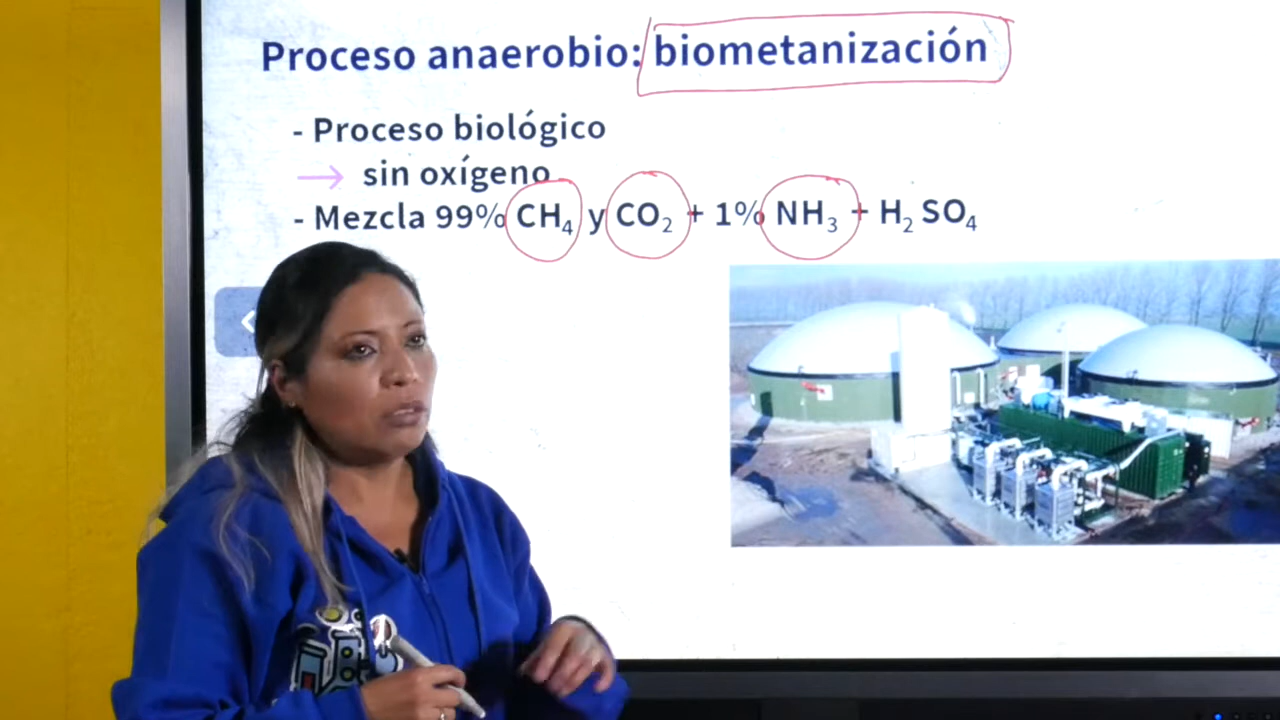 Proceso anaerobio: biometanización
- Proceso biológico
→ sin oxígeno
- Mezcla 99% CH₄ y CO₂ + 1% NH₃ + H₂ SO₄